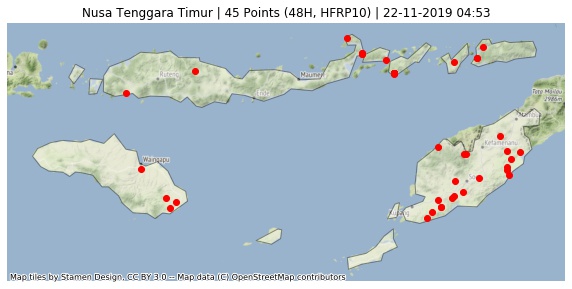 Nusa Tenggara Timur | 45 Points (48H, HFRP10) | 22-11-2019 04:53
Ruteng
Maumere
Ende
Waingapu
Kefamenanu
Kupang
Map tiles by Stamen Design, CC BY 3.0 -- Map data (C) OpenStreetMap contributors